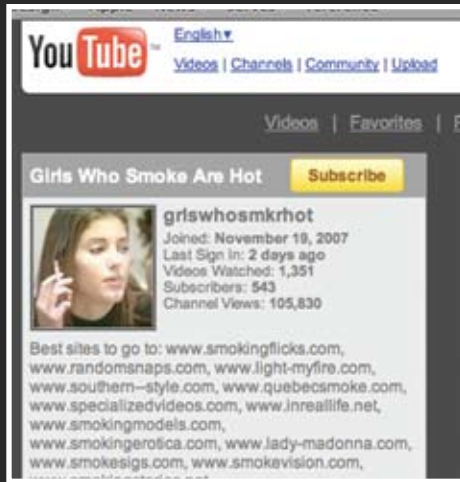 You Tube ™
English▼
Videos | Channels | Community | Upload
Videos | Favorites |
Girls Who Smoke Are Hot
Subscribe
grlswhosmkrhot
Joined: November 19, 2007
Last Sign In: 2 days ago
Videos Watched: 1,351
Subscribers: 543
Channel Views: 105,830
Best sites to go to: www.smokingflicks.com,
www.randomsnaps.com, www.light-myfire.com,
www.southern--style.com, www.quebecsmoke.com,
www.specializedvideos.com, www.inreallife.net,
www.smokingmodels.com,
www.smokingerotica.com, www.lady-madonna.com,
www.smokesigs.com, www.smokevision.com,